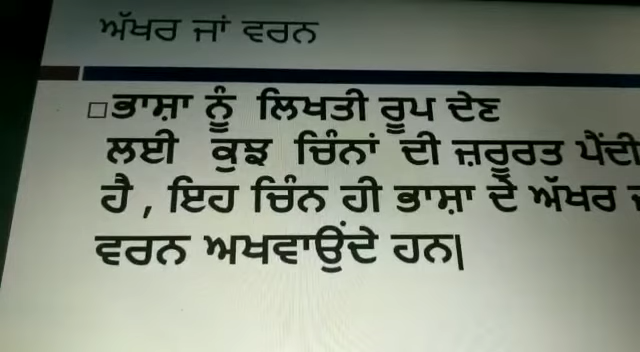 ਅੱਖਰ ਜਾਂ ਵਰਨ
ਭਾਸ਼ਾ ਨੂੰ ਲਿਖਤੀ ਰੂਪ ਦੇਣ
ਲਈ ਕੁਝ ਚਿੰਨਾਂ ਦੀ ਜ਼ਰੂਰਤ ਪੈਂਦੀ
ਹੈ , ਇਹ ਚਿੰਨ ਹੀ ਭਾਸ਼ਾ ਦੇ ਅੱਖਰ
ਵਰਨ ਅਖਵਾਉਂਦੇ ਹਨ|